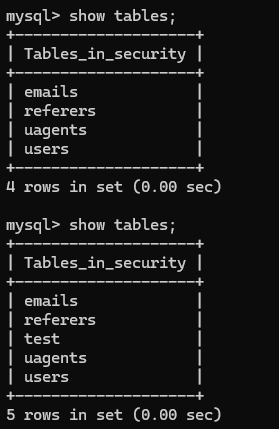 mysql> show tables;
+--------------------+
| Tables_in_security |
+--------------------+
| emails             |
| referers           |
| uagents            |
| users              |
+--------------------+
4 rows in set (0.00 sec)

mysql> show tables;
+--------------------+
| Tables_in_security |
+--------------------+
| emails             |
| referers           |
| test               |
| uagents            |
| users              |
+--------------------+
5 rows in set (0.00 sec)